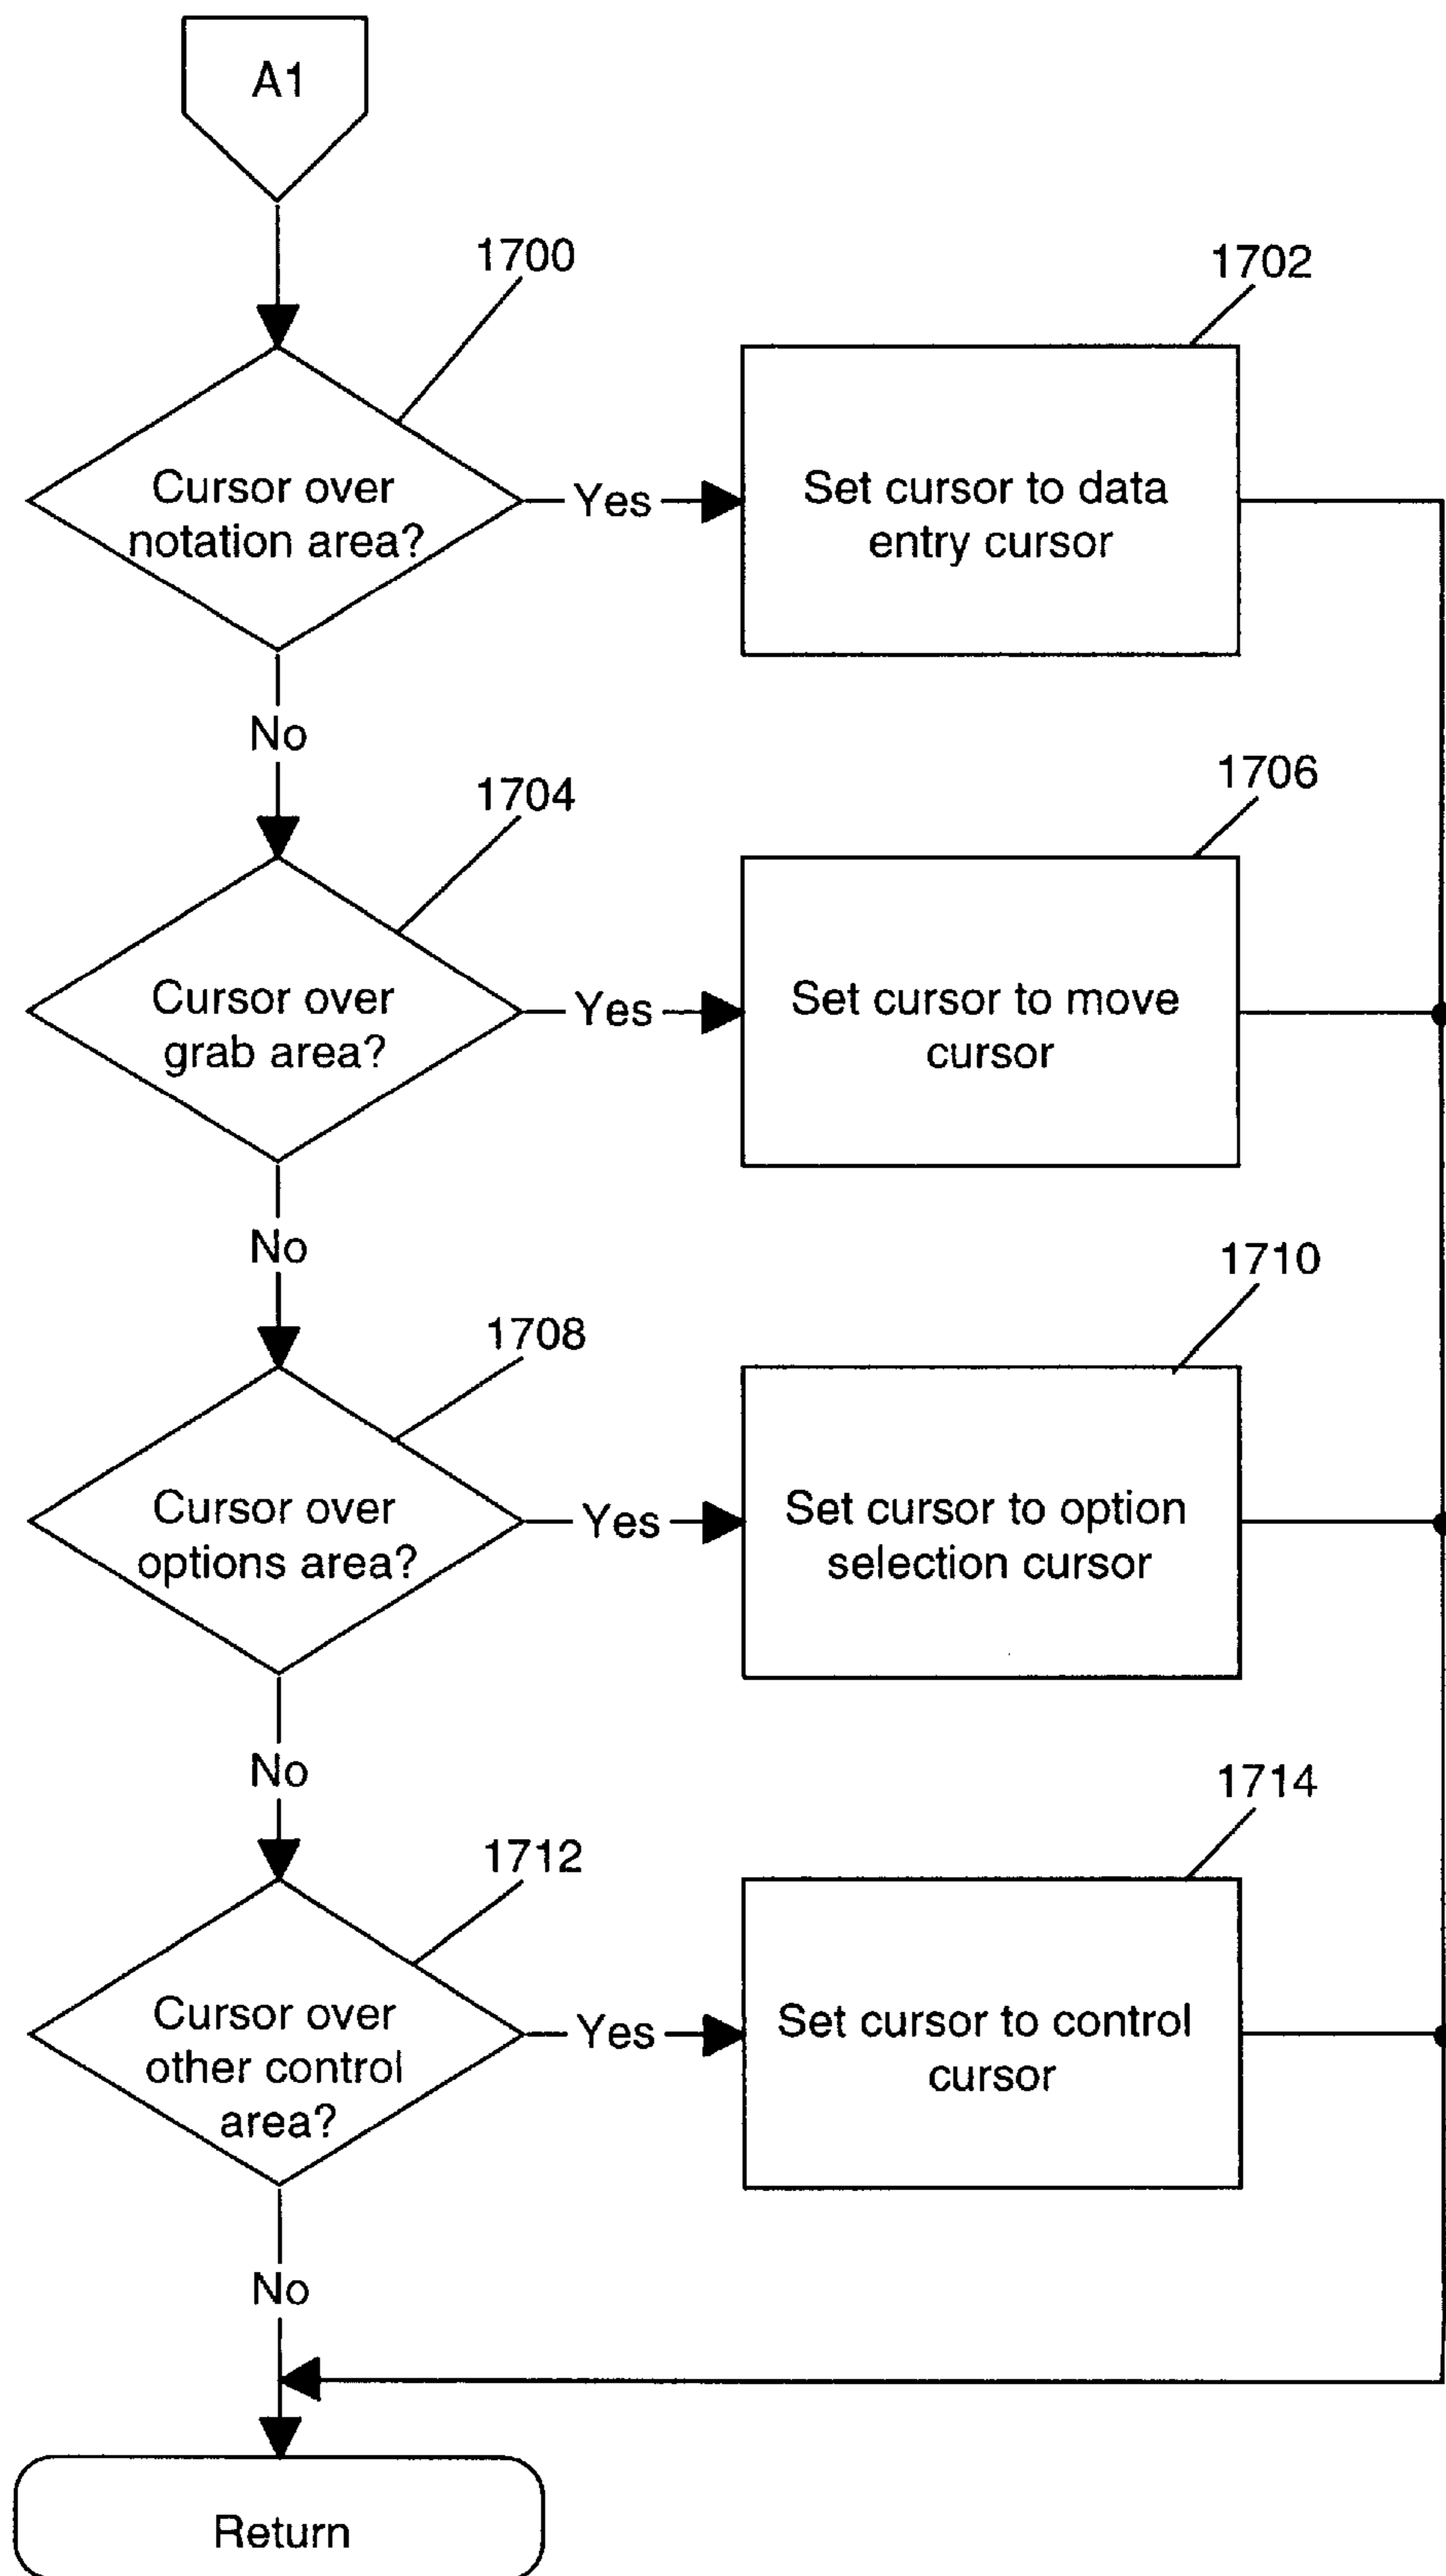 A1
1700
1702
Cursor over
notation area?
Yes
Set cursor to data
entry cursor
No
1704
1706
Cursor over
grab area?
Yes
Set cursor to move
cursor
No
1708
1710
Cursor over
options area?
Yes
Set cursor to option
selection cursor
No
1712
1714
Cursor over
other control
area?
Yes
Set cursor to control
cursor
No
Return